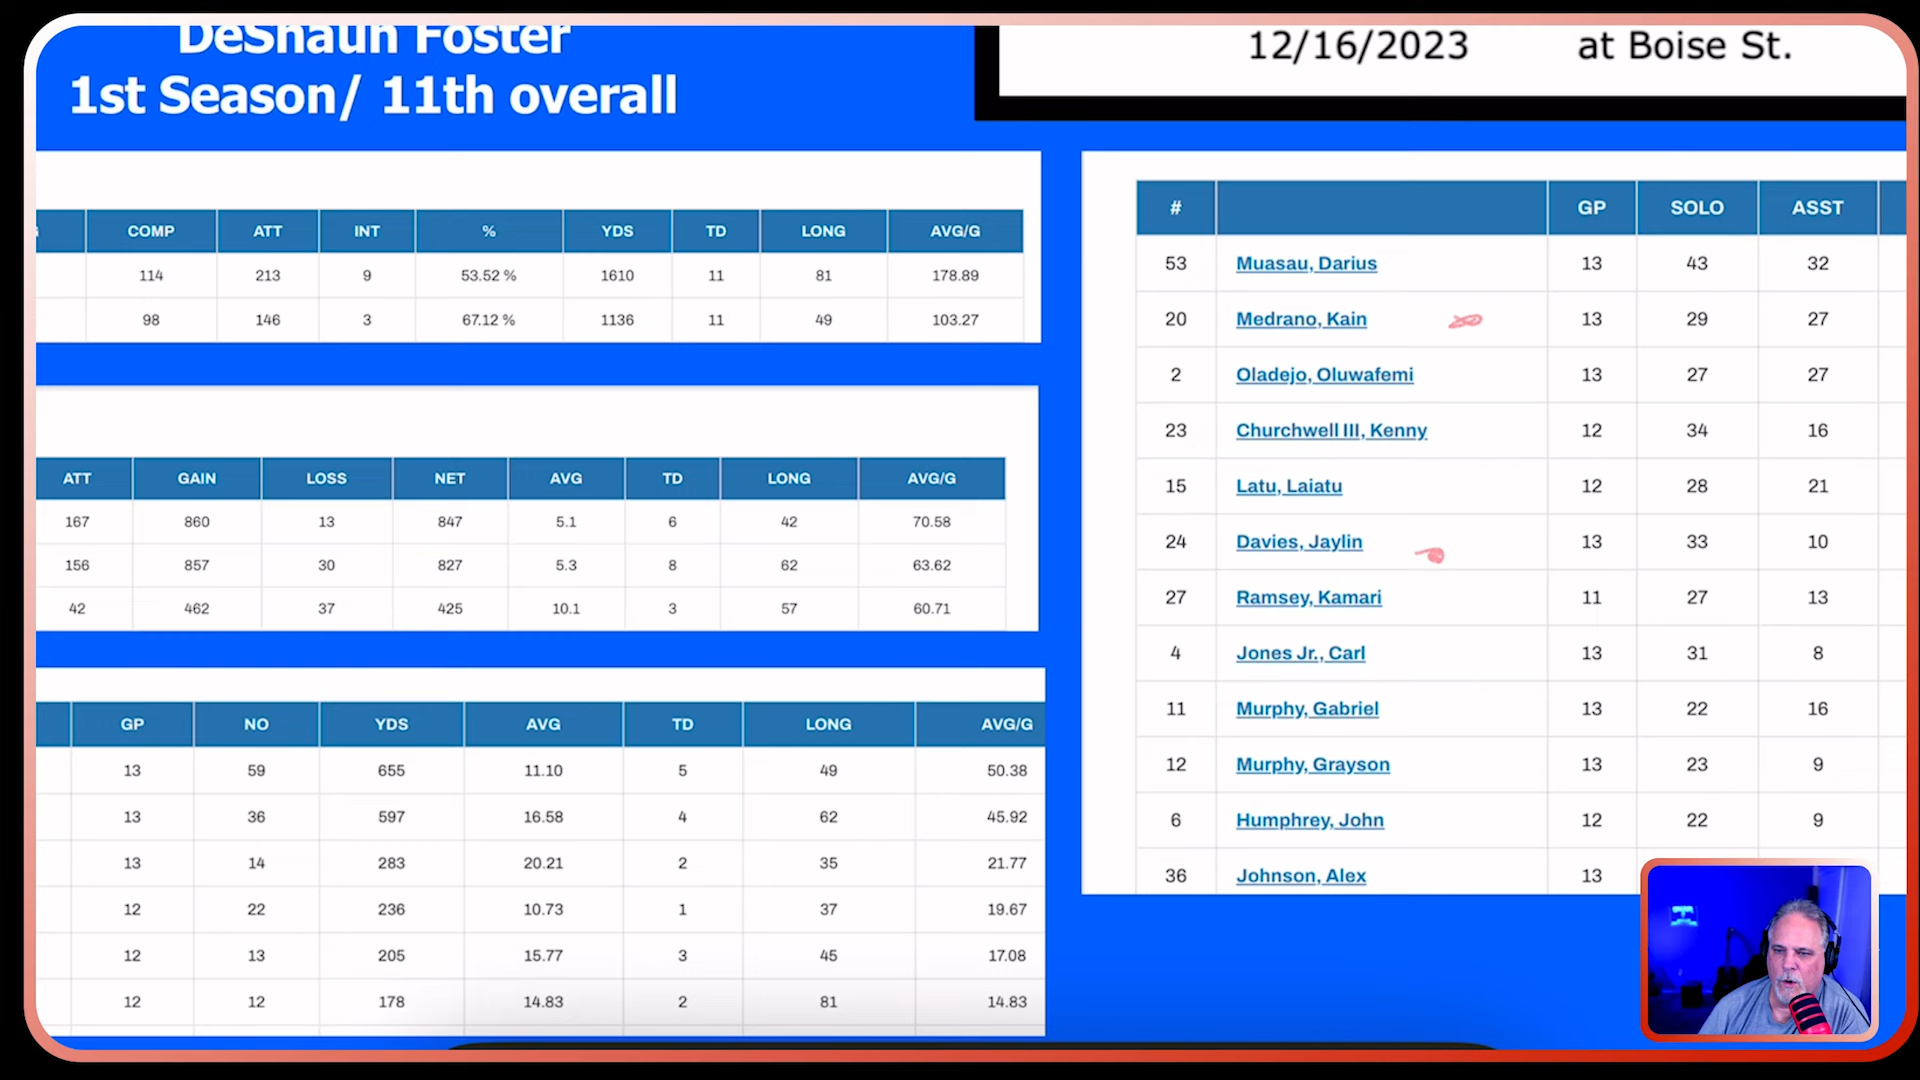 DeShaun Foster
1st Season/ 11th overall
12/16/2023 at Boise St.
COMP ATT INT % YDS TD LONG AVG/G
114 213 9 53.52 % 1610 11 81 178.89
98 146 3 67.12 % 1136 11 49 103.27
ATT GAIN LOSS NET AVG TD LONG AVG/G
167 860 13 847 5.1 6 42 70.58
156 857 30 827 5.3 8 62 63.62
42 462 37 425 10.1 3 57 60.71
GP NO YDS AVG TD LONG AVG/G
13 59 655 11.10 5 49 50.38
13 36 597 16.58 4 62 45.92
13 14 283 20.21 2 35 21.77
12 22 236 10.73 1 37 19.67
12 13 205 15.77 3 45 17.08
12 12 178 14.83 2 81 14.83
# GP SOLO ASST
53 Muasau, Darius 13 43 32
20 Medrano, Kain 13 29 27
2 Oladejo, Oluwafemi 13 27 27
23 Churchwell III, Kenny 12 34 16
15 Latu, Laiatu 12 28 21
24 Davies, Jaylin 13 33 10
27 Ramsey, Kamari 11 27 13
4 Jones Jr., Carl 13 31 8
11 Murphy, Gabriel 13 22 16
12 Murphy, Grayson 13 23 9
6 Humphrey, John 12 22 9
36 Johnson, Alex 13